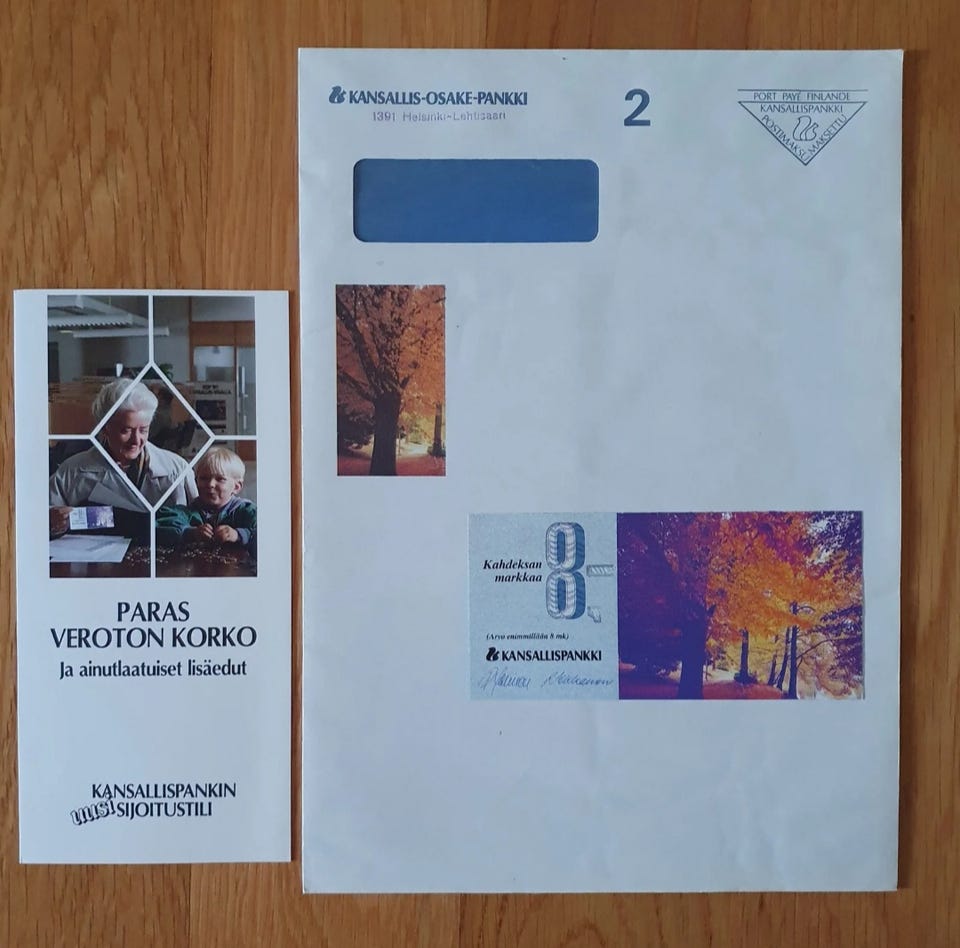 PARAS
VEROTON KORKO
Ja ainutlaatuiset lisäedut
KANSALLISPANKIN
UUSI SIJOITUSTILI
KANSALLIS-OSAKE-PANKKI
1391 Helsinki-Lehtisaari
2
PORT PAYÉ FINLANDE
KANSALLISPANKKI
POSTIMAKSU MAKSETTU
Kahdeksan
markkaa
8
(Arvo enimmillään 8 mk)
KANSALLISPANKKI